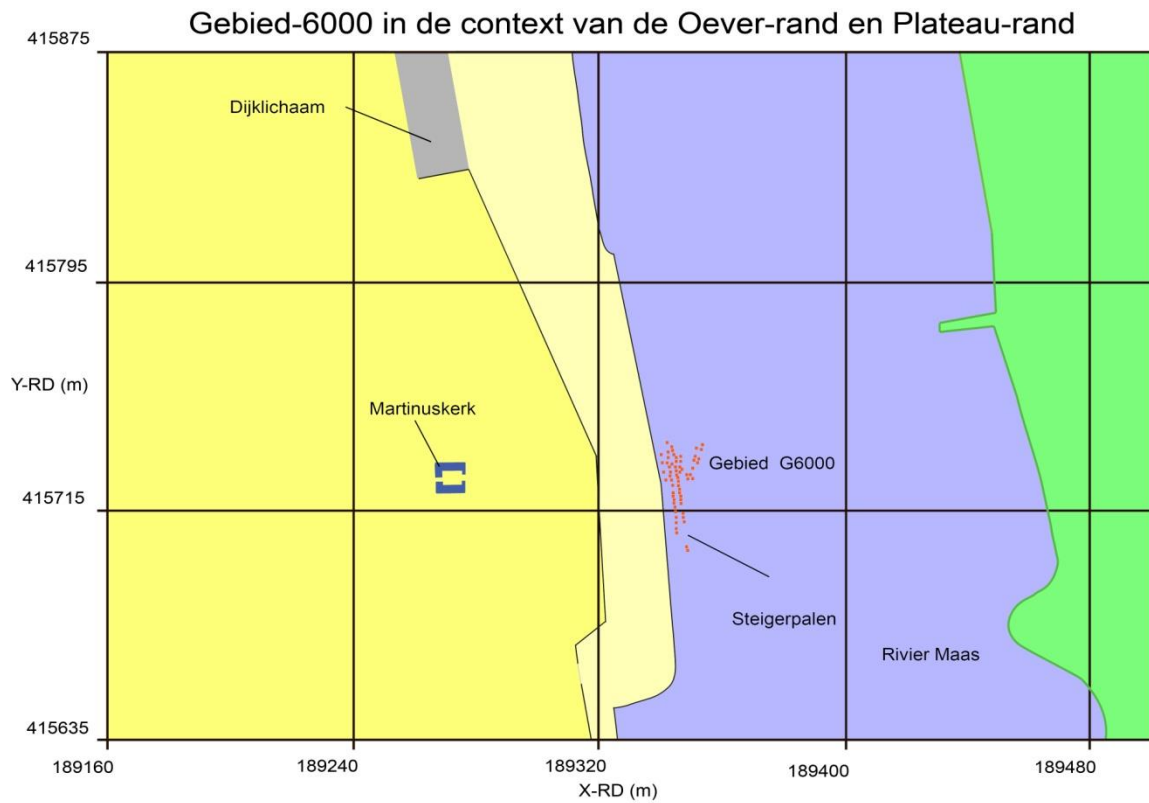 Gebied-6000 in de context van de Oever-rand en Plateau-rand
415875
Dijklichaam
415795
Y-RD (m)
Martinuskerk
Gebied G6000
415715
Steigerpalen
Rivier Maas
415635
189160
189240
189320
189400
189480
X-RD (m)